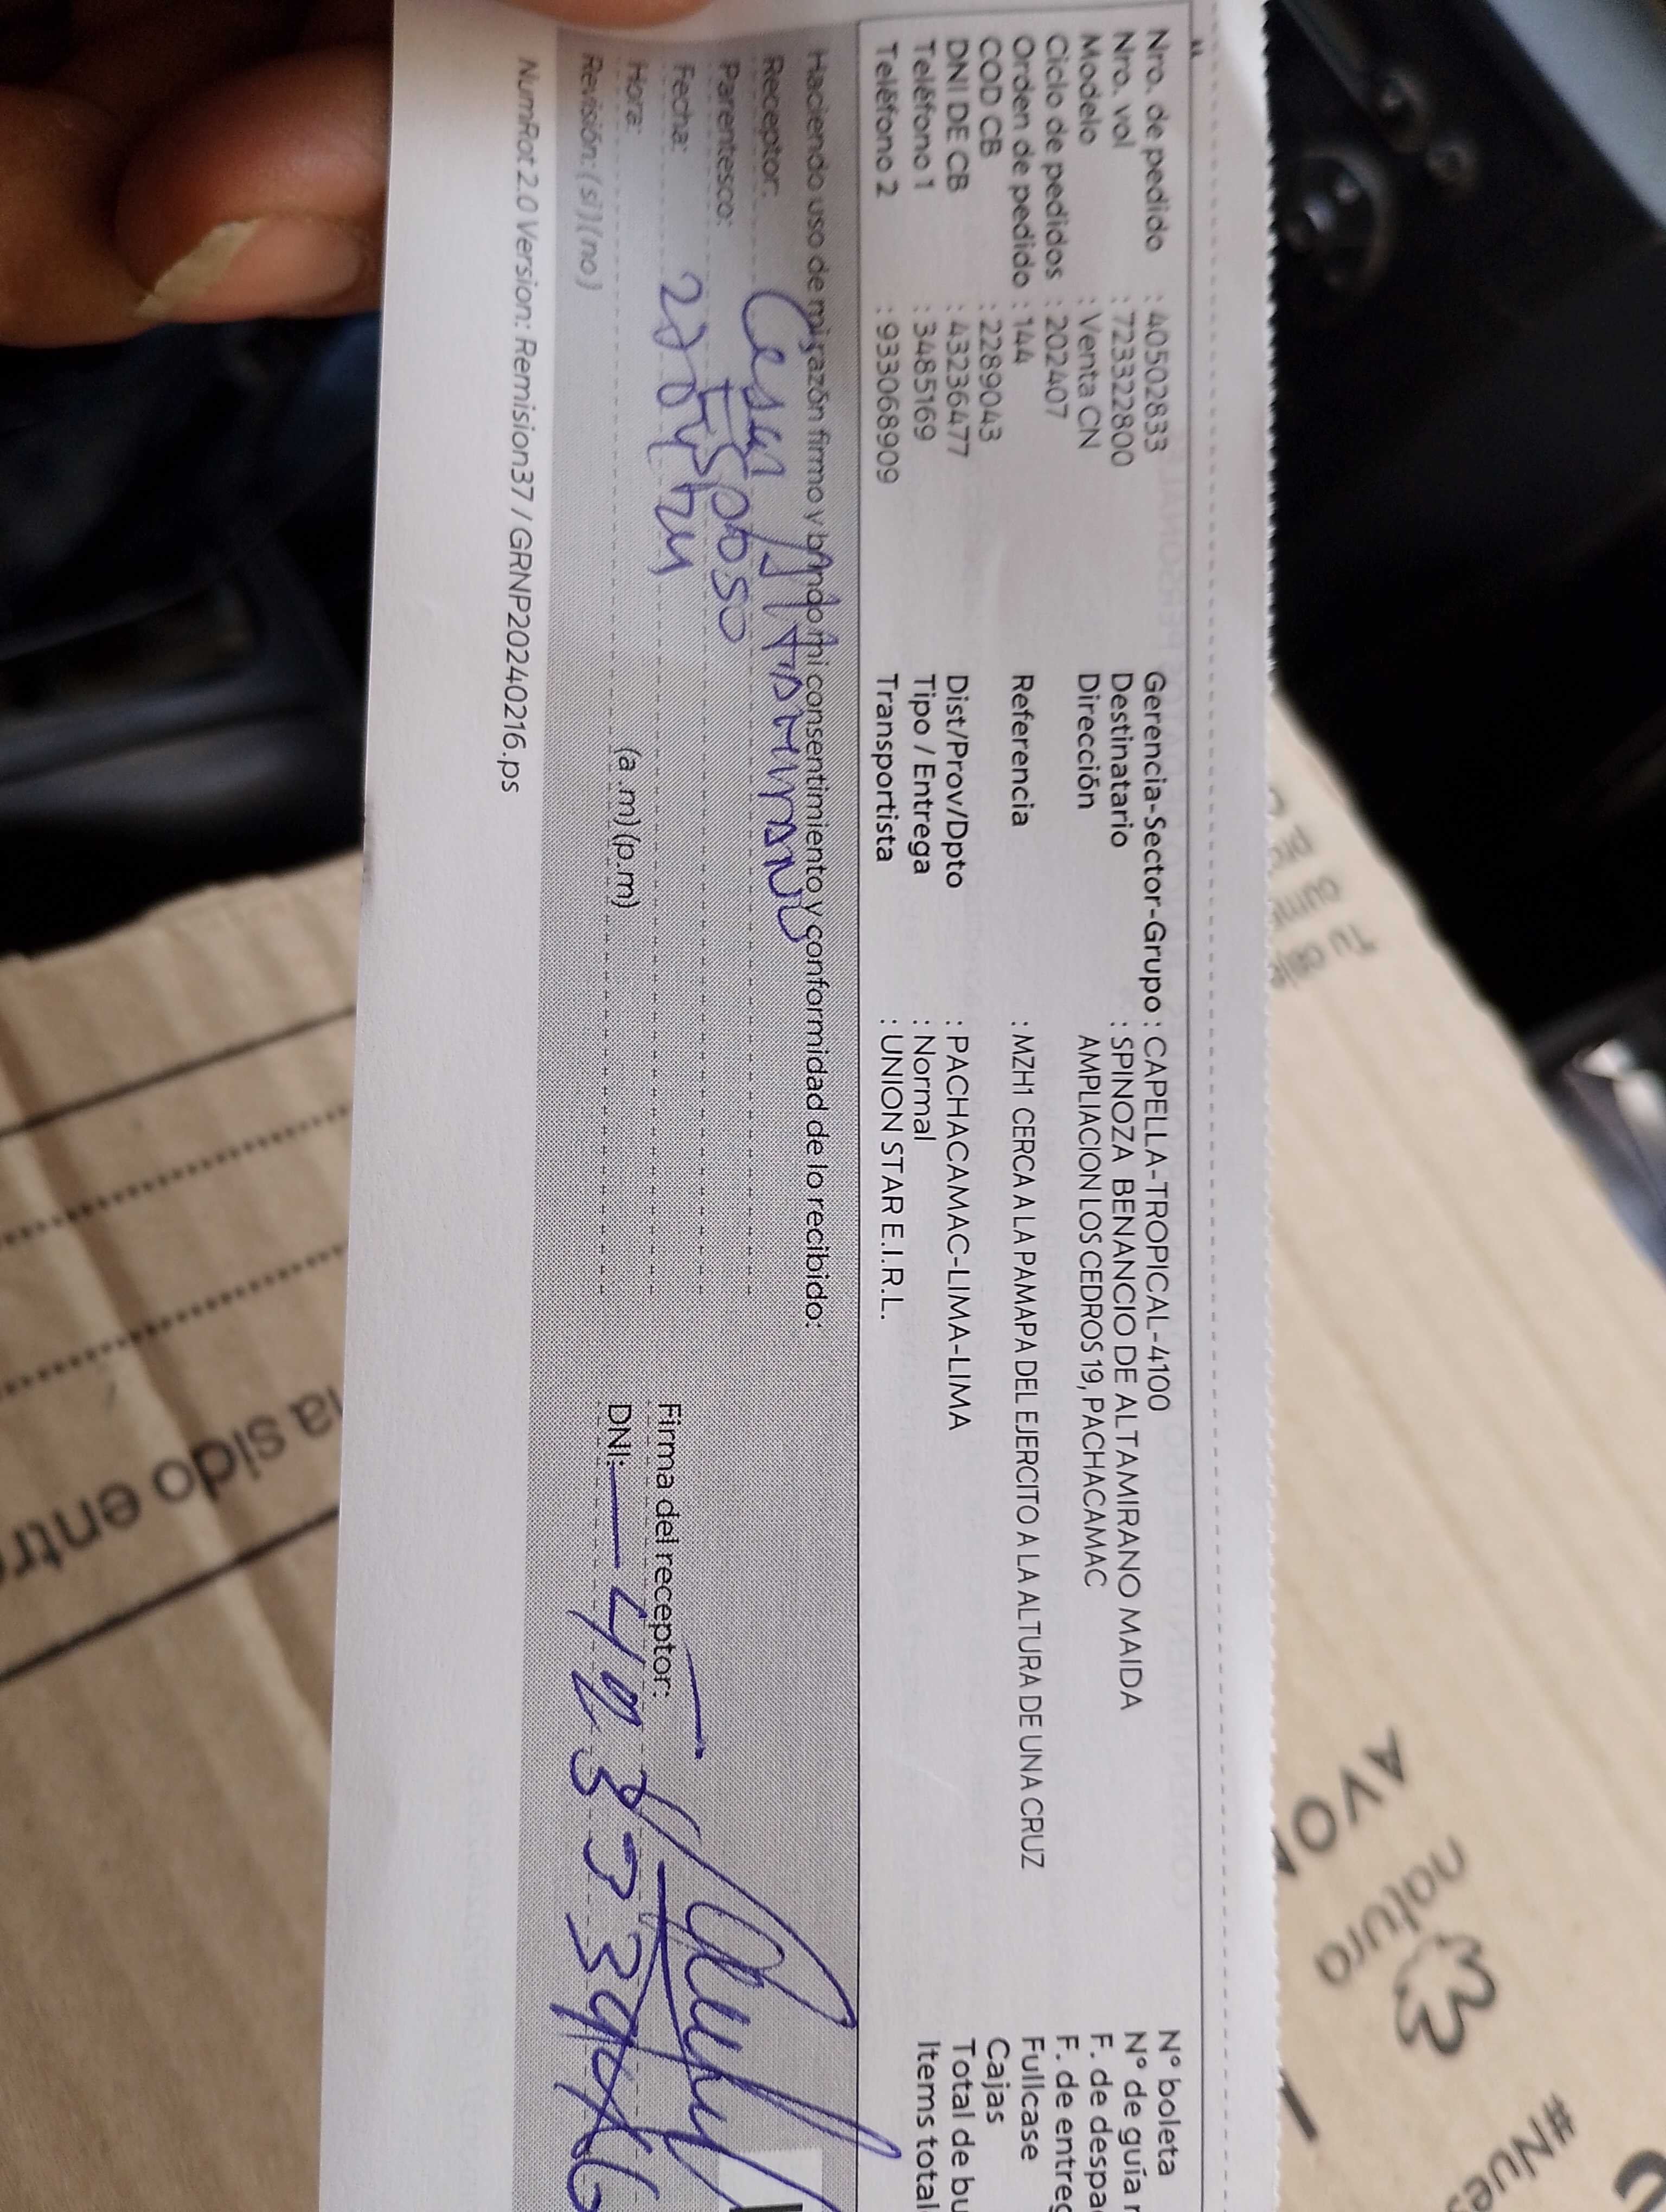 Nro. de pedido : 40502833
Nro. vol : 723322800
Modelo : Venta CN
Ciclo de pedidos : 202407
Orden de pedido : 144
COD CB : 2289043
DNI DE CB : 43236477
Teléfono 1 : 3485169
Teléfono 2 : 933068909
Gerencia-Sector-Grupo : CAPELLA-TROPICAL-4100
Destinatario : SPINOZA BENANCIO DE ALTAMIRANO MAIDA
Dirección AMPLIACION LOS CEDROS 19, PACHACAMAC
Referencia : MZH1 CERCA A LA PAMAPA DEL EJERCITO A LA ALTURA DE UNA CRUZ
Dist/Prov/Dpto : PACHACAMAC-LIMA-LIMA
Tipo / Entrega : Normal
Transportista : UNION STAR E.I.R.L.
N° boleta
N° de guía
F. de despa
F. de entreg
Fullcase
Cajas
Total de bu
Items total
Haciendo uso de mi razón firmo y brindo mi consentimiento y conformidad de lo recibido:
Receptor: Cesar Altamirano
Parentesco: Esposo
Fecha:
Hora: (a.m)(p.m)
Revisión: (si)(no)
Firma del receptor:
DNI:
NumRot 2.0 Version: Remision37 / GRNP20240216.ps
a sido entr
AVON
natura
#Nues
Tu caja